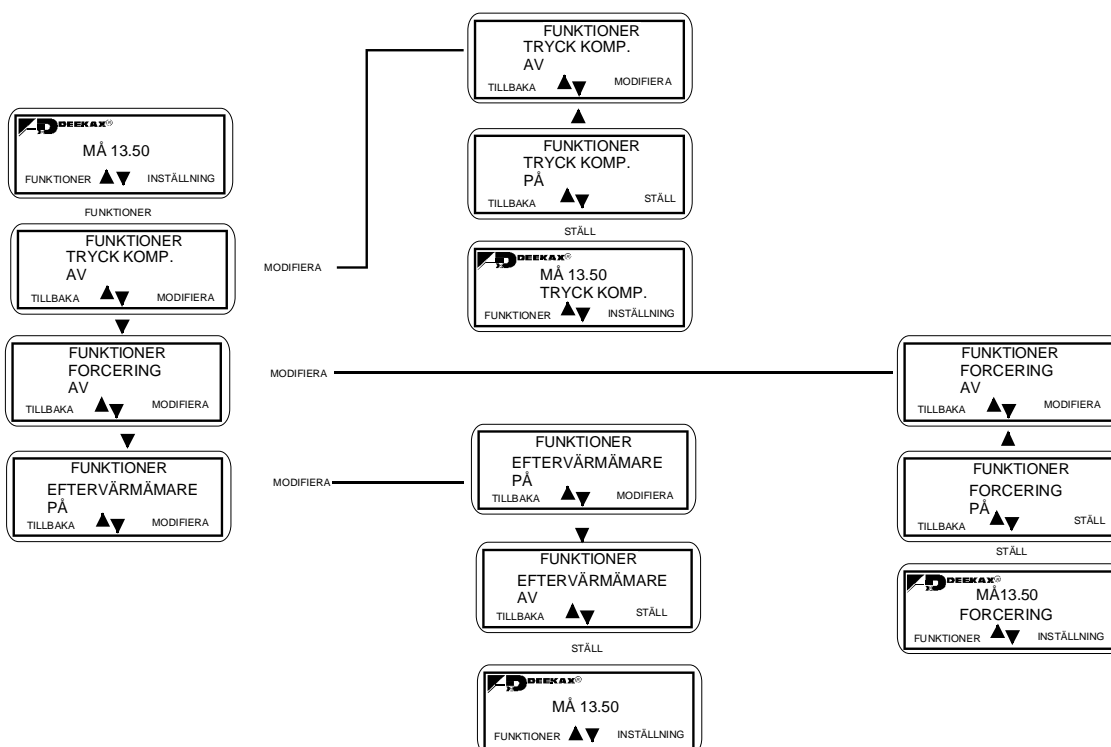 DEEKAX®
MÅ 13.50
FUNKTIONER INSTÄLLNING
FUNKTIONER
FUNKTIONER
TRYCK KOMP.
AV
TILLBAKA MODIFIERA
MODIFIERA
FUNKTIONER
TRYCK KOMP.
AV
TILLBAKA MODIFIERA
FUNKTIONER
TRYCK KOMP.
PÅ
TILLBAKA STÄLL
STÄLL
DEEKAX®
MÅ 13.50
TRYCK KOMP.
FUNKTIONER INSTÄLLNING
FUNKTIONER
FORCERING
AV
TILLBAKA MODIFIERA
MODIFIERA
FUNKTIONER
FORCERING
AV
TILLBAKA MODIFIERA
FUNKTIONER
FORCERING
PÅ
TILLBAKA STÄLL
STÄLL
DEEKAX®
MÅ13.50
FORCERING
FUNKTIONER INSTÄLLNING
FUNKTIONER
EFTERVÄRMÄMARE
PÅ
TILLBAKA MODIFIERA
MODIFIERA
FUNKTIONER
EFTERVÄRMÄMARE
PÅ
TILLBAKA MODIFIERA
FUNKTIONER
EFTERVÄRMÄMARE
AV
TILLBAKA STÄLL
STÄLL
DEEKAX®
MÅ 13.50
FUNKTIONER INSTÄLLNING